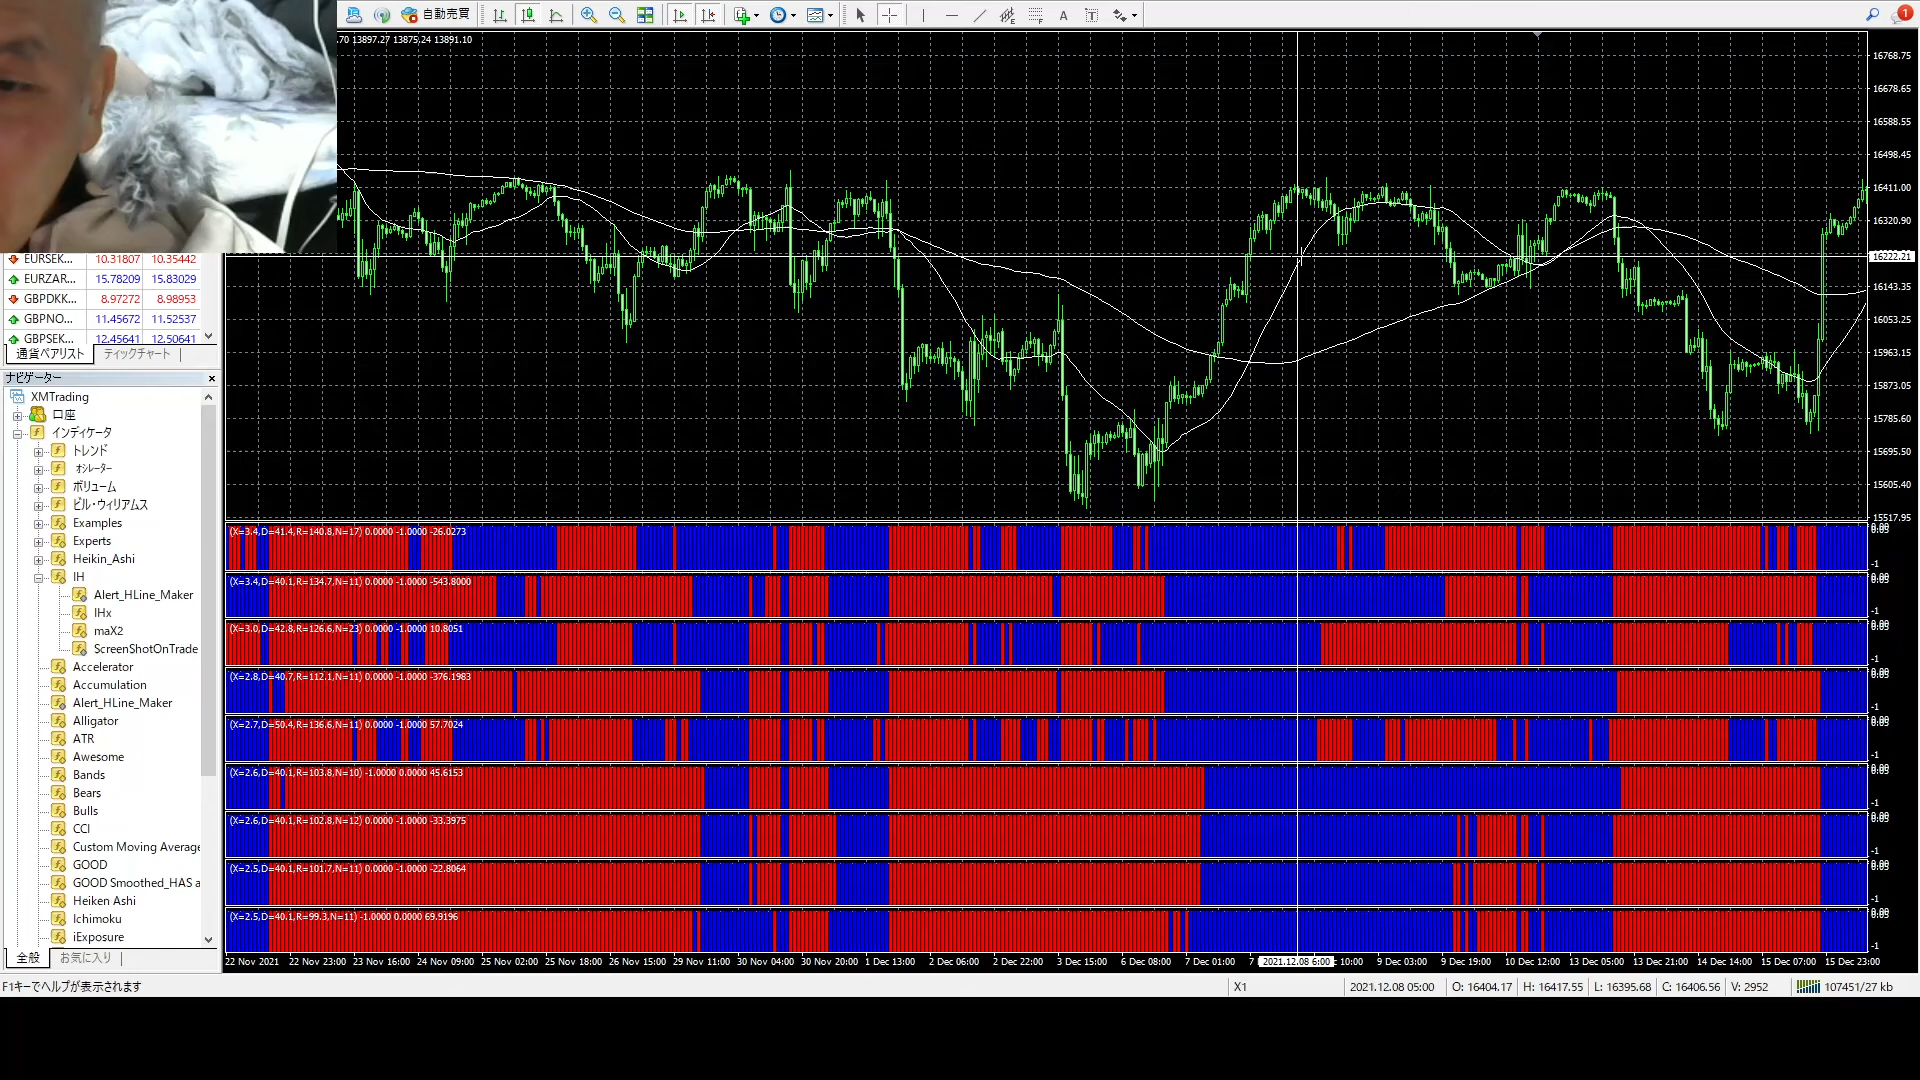 自動売買
1
.70 13897.27 13875.24 13891.10
16768.75
16678.65
16588.55
16498.45
16411.00
16320.90
16222.21
16143.35
16053.25
15963.15
15873.05
15785.60
15695.50
15605.40
15517.95
EURSEK... 10.31807 10.35442
EURZAR... 15.78209 15.83029
GBPDKK... 8.97272 8.98953
GBPNO... 11.45672 11.52537
GBPSEK... 12.45641 12.50641
通貨ペアリスト ティックチャート
ナビゲーター
XMTrading
口座
インディケータ
トレンド
オシレーター
ボリューム
ビル・ウィリアムス
Examples
Experts
Heikin_Ashi
IH
Alert_HLine_Maker
IHx
maX2
ScreenShotOnTrade
Accelerator
Accumulation
Alert_HLine_Maker
Alligator
ATR
Awesome
Bands
Bears
Bulls
CCI
Custom Moving Average
GOOD
GOOD Smoothed_HAS a
Heiken Ashi
Ichimoku
iExposure
全般 お気に入り
(X=3.4,D=41.4,R=140.8,N=17) 0.0000 -1.0000 -26.0273
-1
(X=3.4,D=40.1,R=134.7,N=11) 0.0000 -1.0000 -543.8000
-1
(X=3.0,D=42.8,R=126.6,N=23) 0.0000 -1.0000 10.8051
-1
(X=2.8,D=40.7,R=112.1,N=11) 0.0000 -1.0000 -376.1983
-1
(X=2.7,D=50.4,R=136.6,N=11) 0.0000 -1.0000 57.7024
-1
(X=2.6,D=40.1,R=103.8,N=10) -1.0000 0.0000 45.6153
-1
(X=2.6,D=40.1,R=102.8,N=12) 0.0000 -1.0000 -33.3975
-1
(X=2.5,D=40.1,R=101.7,N=11) 0.0000 -1.0000 -22.8064
-1
(X=2.5,D=40.1,R=99.3,N=11) -1.0000 0.0000 69.9196
-1
22 Nov 2021 22 Nov 23:00 23 Nov 16:00 24 Nov 09:00 25 Nov 02:00 25 Nov 18:00 26 Nov 15:00 29 Nov 11:00 30 Nov 04:00 30 Nov 20:00 1 Dec 13:00 2 Dec 06:00 2 Dec 22:00 3 Dec 15:00 6 Dec 08:00 7 Dec 01:00 2021.12.08 6:00 10:00 9 Dec 03:00 9 Dec 19:00 10 Dec 12:00 13 Dec 05:00 13 Dec 21:00 14 Dec 14:00 15 Dec 07:00 15 Dec 23:00
F1キーでヘルプが表示されます X1 2021.12.08 05:00 O: 16404.17 H: 16417.55 L: 16395.68 C: 16406.56 V: 2952 107451/27 kb